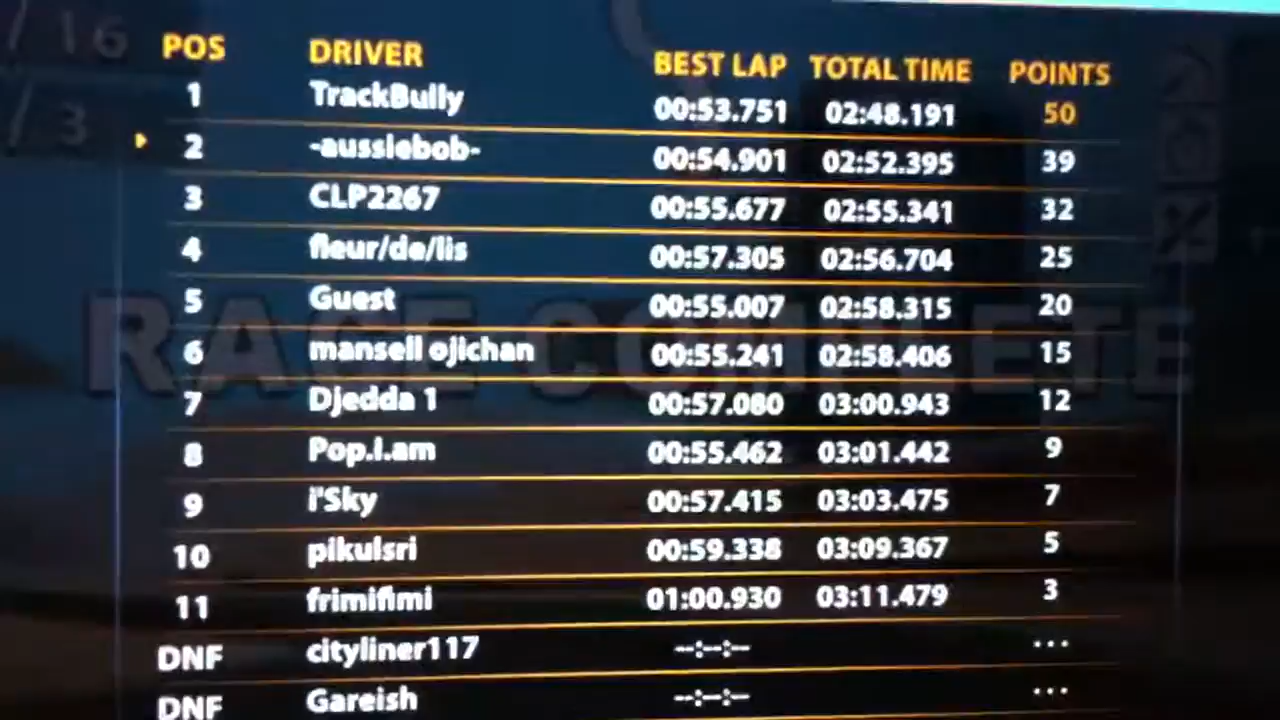 / 16
/ 3
POS DRIVER BEST LAP TOTAL TIME POINTS
1 TrackBully 00:53.751 02:48.191 50
2 -aussiebob- 00:54.901 02:52.395 39
3 CLP2267 00:55.677 02:55.341 32
4 fleur/de/lis 00:57.305 02:56.704 25
5 Guest 00:55.007 02:58.315 20
6 mansell ojichan 00:55.241 02:58.406 15
7 Djedda 1 00:57.080 03:00.943 12
8 Pop.i.am 00:55.462 03:01.442 9
9 i'Sky 00:57.415 03:03.475 7
10 pikulsri 00:59.338 03:09.367 5
11 frimifimi 01:00.930 03:11.479 3
DNF cityliner117 --:--:-- ...
DNF Gareish --:--:-- ...
RACE COMPLETE